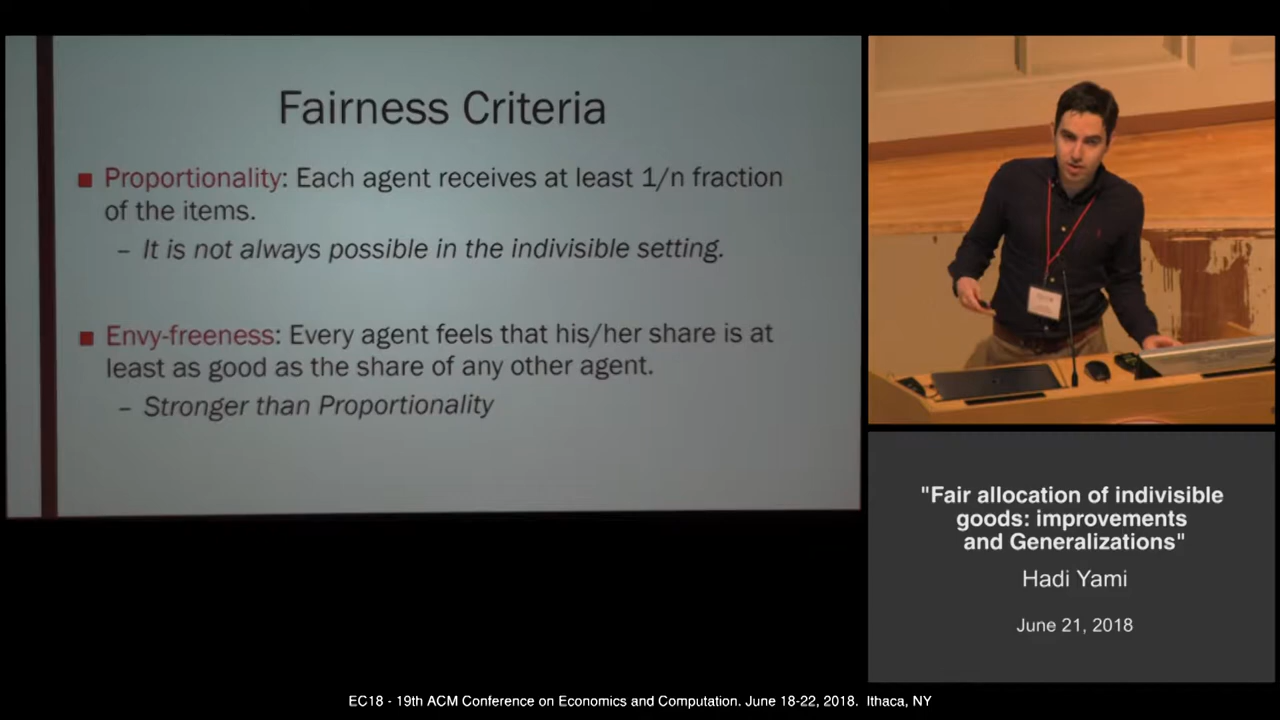 Fairness Criteria
■ Proportionality: Each agent receives at least 1/n fraction
of the items.
– It is not always possible in the indivisible setting.
■ Envy-freeness: Every agent feels that his/her share is at
least as good as the share of any other agent.
– Stronger than Proportionality
"Fair allocation of indivisible
goods: improvements
and Generalizations"
Hadi Yami
June 21, 2018
EC18 - 19th ACM Conference on Economics and Computation. June 18-22, 2018. Ithaca, NY